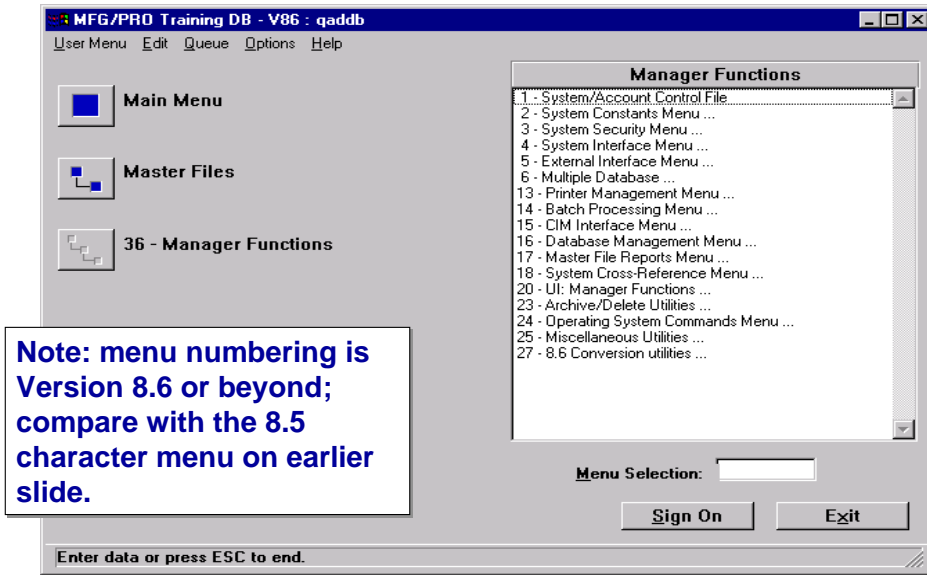 MFG/PRO Training DB - V86 : qaddb
User Menu Edit Queue Options Help
Main Menu
Master Files
36 - Manager Functions
Manager Functions
1 - System/Account Control File
2 - System Constants Menu ...
3 - System Security Menu ...
4 - System Interface Menu ...
5 - External Interface Menu ...
6 - Multiple Database ...
13 - Printer Management Menu ...
14 - Batch Processing Menu ...
15 - CIM Interface Menu ...
16 - Database Management Menu ...
17 - Master File Reports Menu ...
18 - System Cross-Reference Menu ...
20 - UI: Manager Functions ...
23 - Archive/Delete Utilities ...
24 - Operating System Commands Menu ...
25 - Miscellaneous Utilities ...
27 - 8.6 Conversion utilities ...
Note: menu numbering is
Version 8.6 or beyond;
compare with the 8.5
character menu on earlier
slide.
Menu Selection:
Sign On Exit
Enter data or press ESC to end.